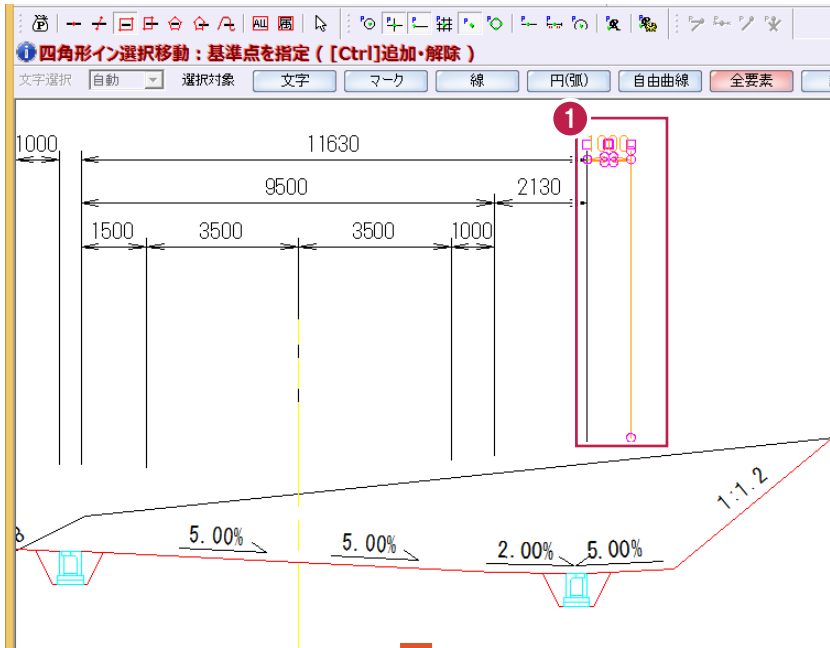 ALL 属
四角形イン選択移動：基準点を指定 ( [Ctrl]追加・解除 )
文字選択 自動 選択対象 文字 マーク 線 円(弧) 自由曲線 全要素
1
1000 11630 1000
9500 2130
1500 3500 3500 1000
1:1.2
5.00% 5.00% 2.00% 5.00%